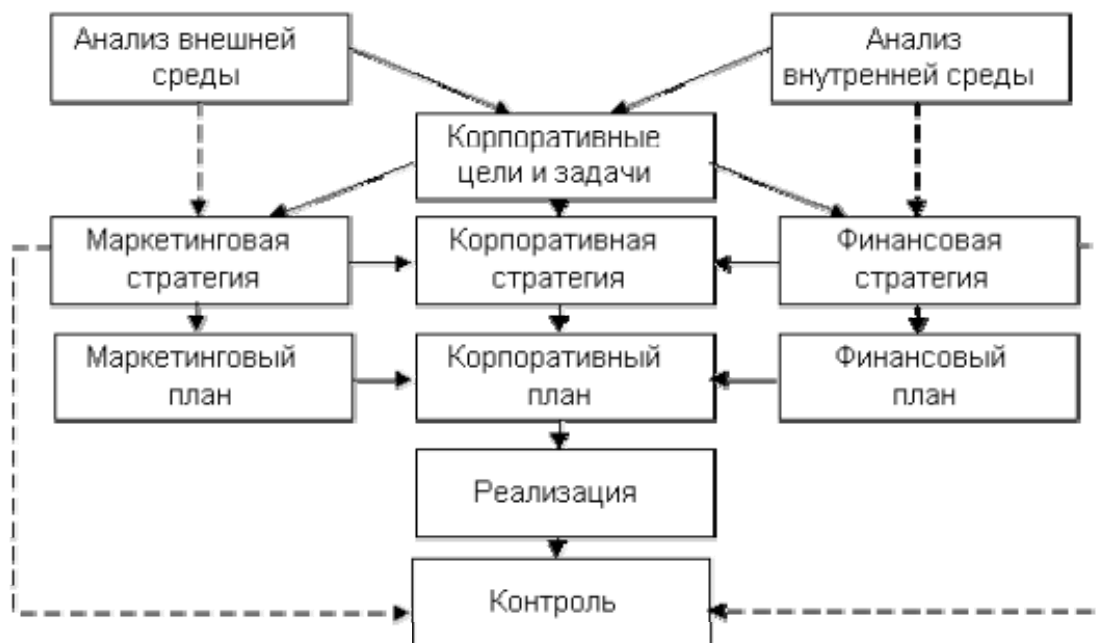 Анализ внешней
среды
Анализ
внутренней среды
Корпоративные
цели и задачи
Маркетинговая
стратегия
Корпоративная
стратегия
Финансовая
стратегия
Маркетинговый
план
Корпоративный
план
Финансовый
план
Реализация
Контроль